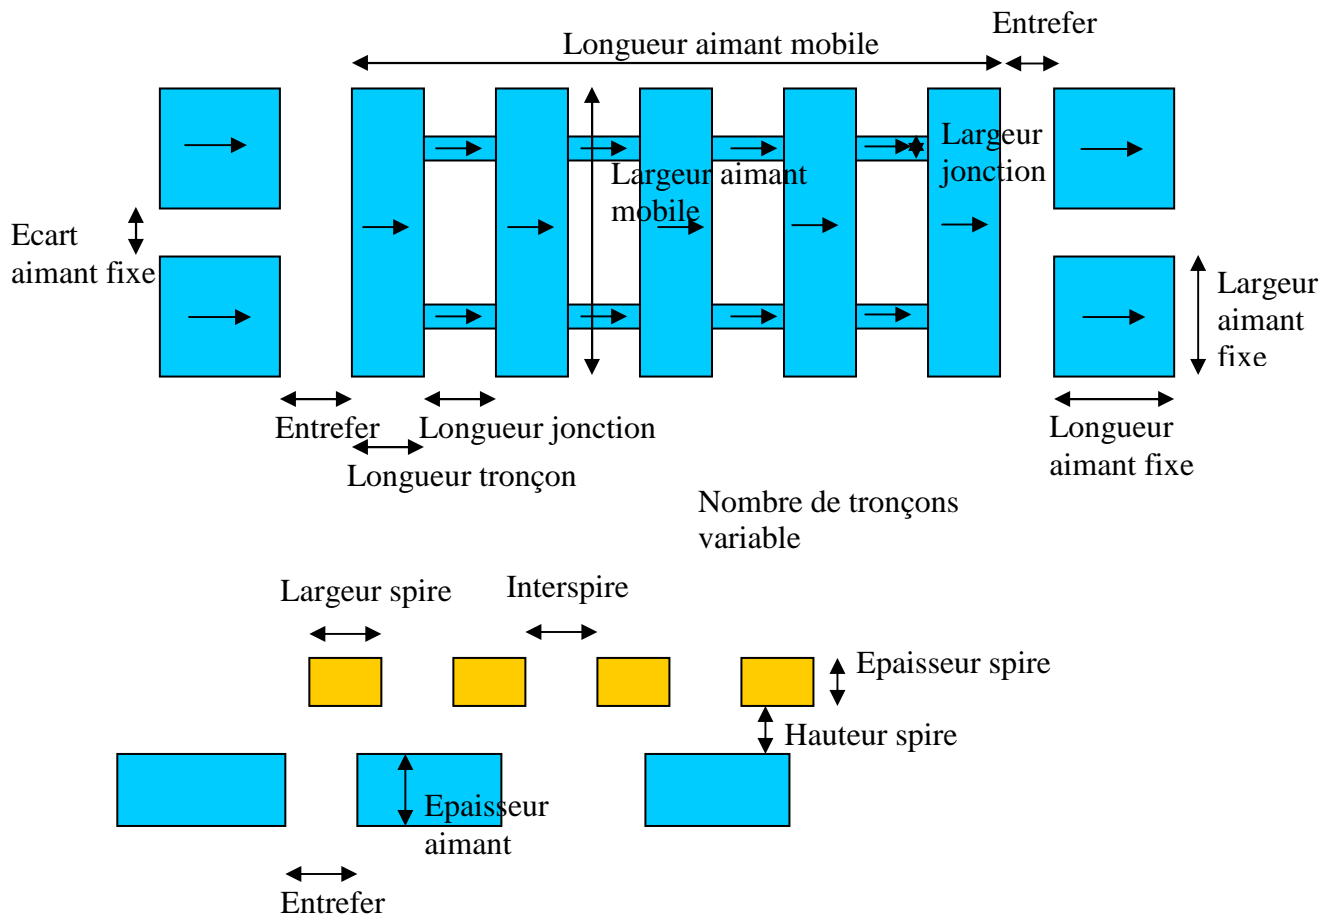 Entrefer
Longueur aimant mobile
Largeur
jonction
Largeur aimant
mobile
Ecart
aimant fixe
Largeur
aimant
fixe
Entrefer
Longueur jonction
Longueur
aimant fixe
Longueur tronçon
Nombre de tronçons
variable
Interspire
Largeur spire
Epaisseur spire
Hauteur spire
Epaisseur
aimant
Entrefer